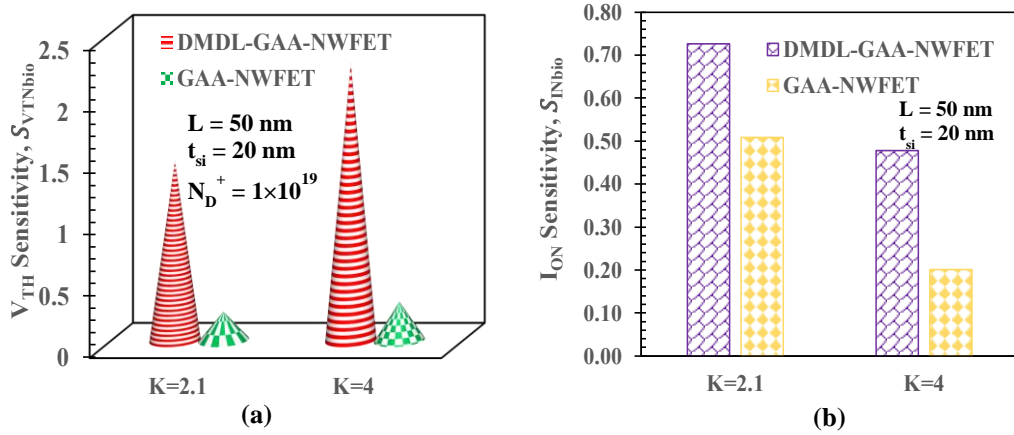 V_TH Sensitivity, S_VTNbio
2.5
2
1.5
1
0.5
0
DMDL-GAA-NWFET
GAA-NWFET
L = 50 nm
t_si = 20 nm
N_D^+ = 1×10^19
K=2.1
K=4
(a)
I_ON Sensitivity, S_INbio
0.80
0.70
0.60
0.50
0.40
0.30
0.20
0.10
0.00
DMDL-GAA-NWFET
GAA-NWFET
L = 50 nm
t_si = 20 nm
K=2.1
K=4
(b)